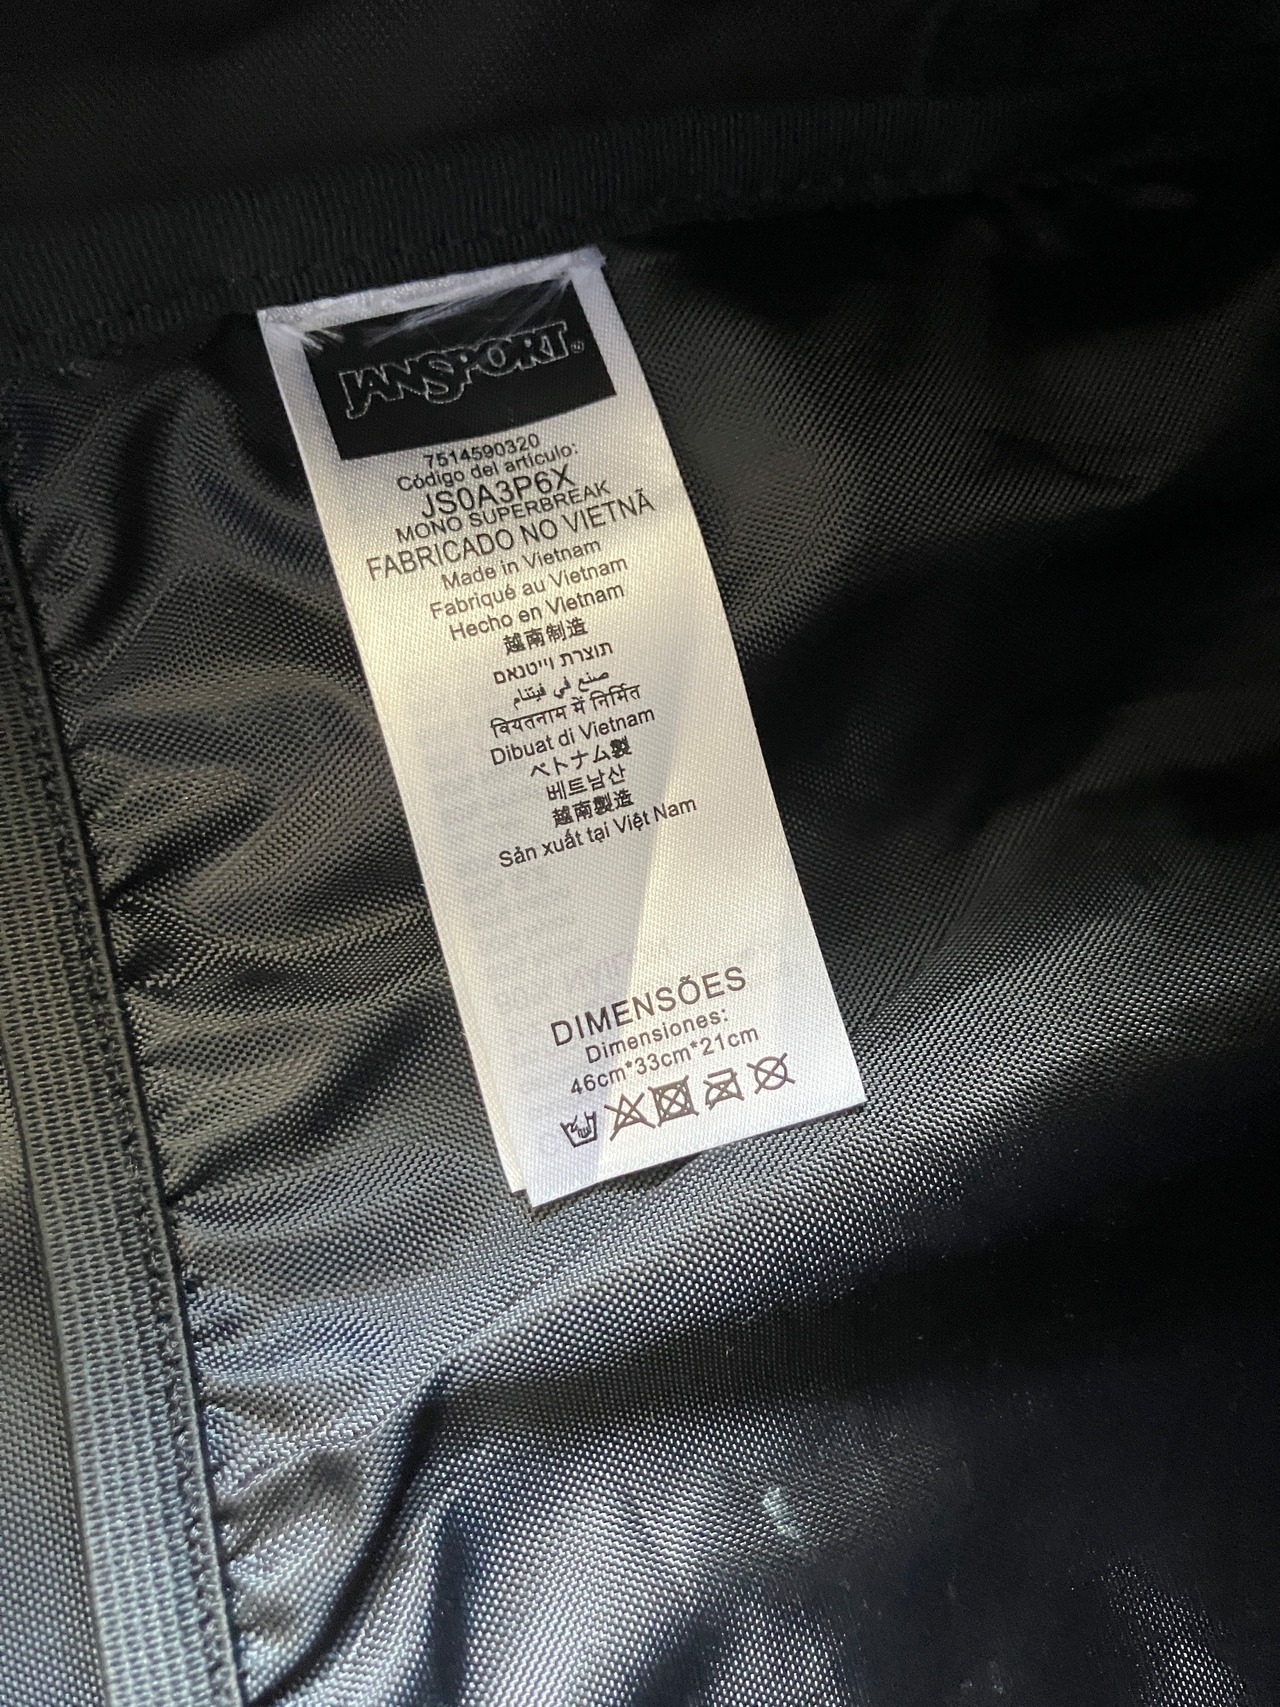 JANSPORT®
7514590320
Código del artículo:
JS0A3P6X
MONO SUPERBREAK
FABRICADO NO VIETNÃ
Made in Vietnam
Fabriqué au Vietnam
Hecho en Vietnam
越南制造
תוצרת וייטנאם
صنع في فيتنام
वियतनाम में निर्मित
Dibuat di Vietnam
ベトナム製
베트남산
越南製造
Sản xuất tại Việt Nam
DIMENSÕES
Dimensiones:
46cm*33cm*21cm